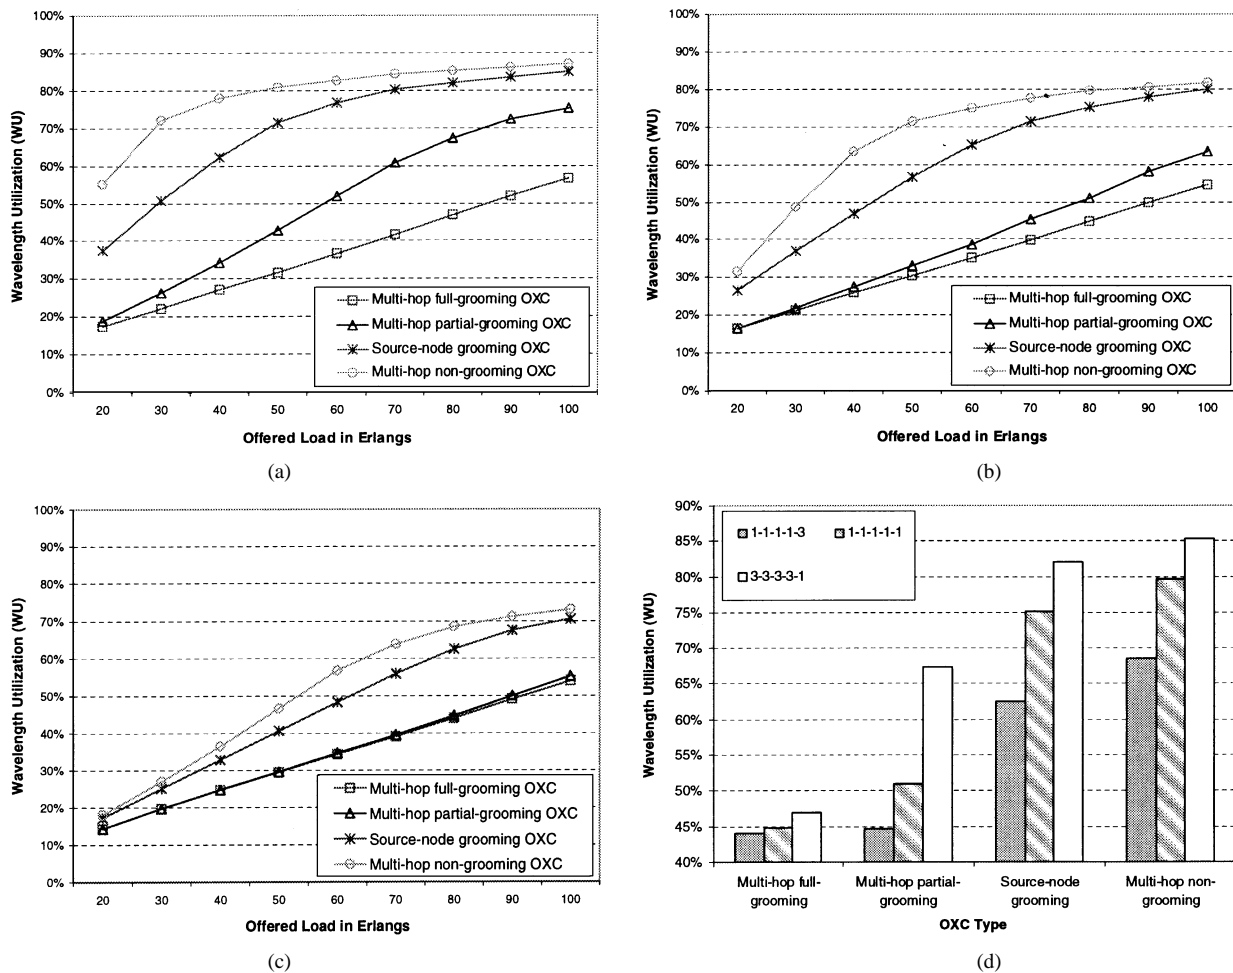 100%
90%
80%
70%
60%
50%
40%
30%
20%
10%
0%
Wavelength Utilization (WU)
Multi-hop full-grooming OXC
Multi-hop partial-grooming OXC
Source-node grooming OXC
Multi-hop non-grooming OXC
20 30 40 50 60 70 80 90 100
Offered Load in Erlangs
(a)
100%
90%
80%
70%
60%
50%
40%
30%
20%
10%
0%
Wavelength Utilization (WU)
Multi-hop full-grooming OXC
Multi-hop partial-grooming OXC
Source-node grooming OXC
Multi-hop non-grooming OXC
20 30 40 50 60 70 80 90 100
Offered Load in Erlangs
(b)
100%
90%
80%
70%
60%
50%
40%
30%
20%
10%
0%
Wavelength Utilization (WU)
Multi-hop full-grooming OXC
Multi-hop partial-grooming OXC
Source-node grooming OXC
Multi-hop non-grooming OXC
20 30 40 50 60 70 80 90 100
Offered Load in Erlangs
(c)
90%
85%
80%
75%
70%
65%
60%
55%
50%
45%
40%
Wavelength Utilization (WU)
1-1-1-1-3 1-1-1-1-1
3-3-3-3-1
Multi-hop full- Multi-hop partial- Source-node Multi-hop non-
grooming grooming grooming grooming
OXC Type
(d)